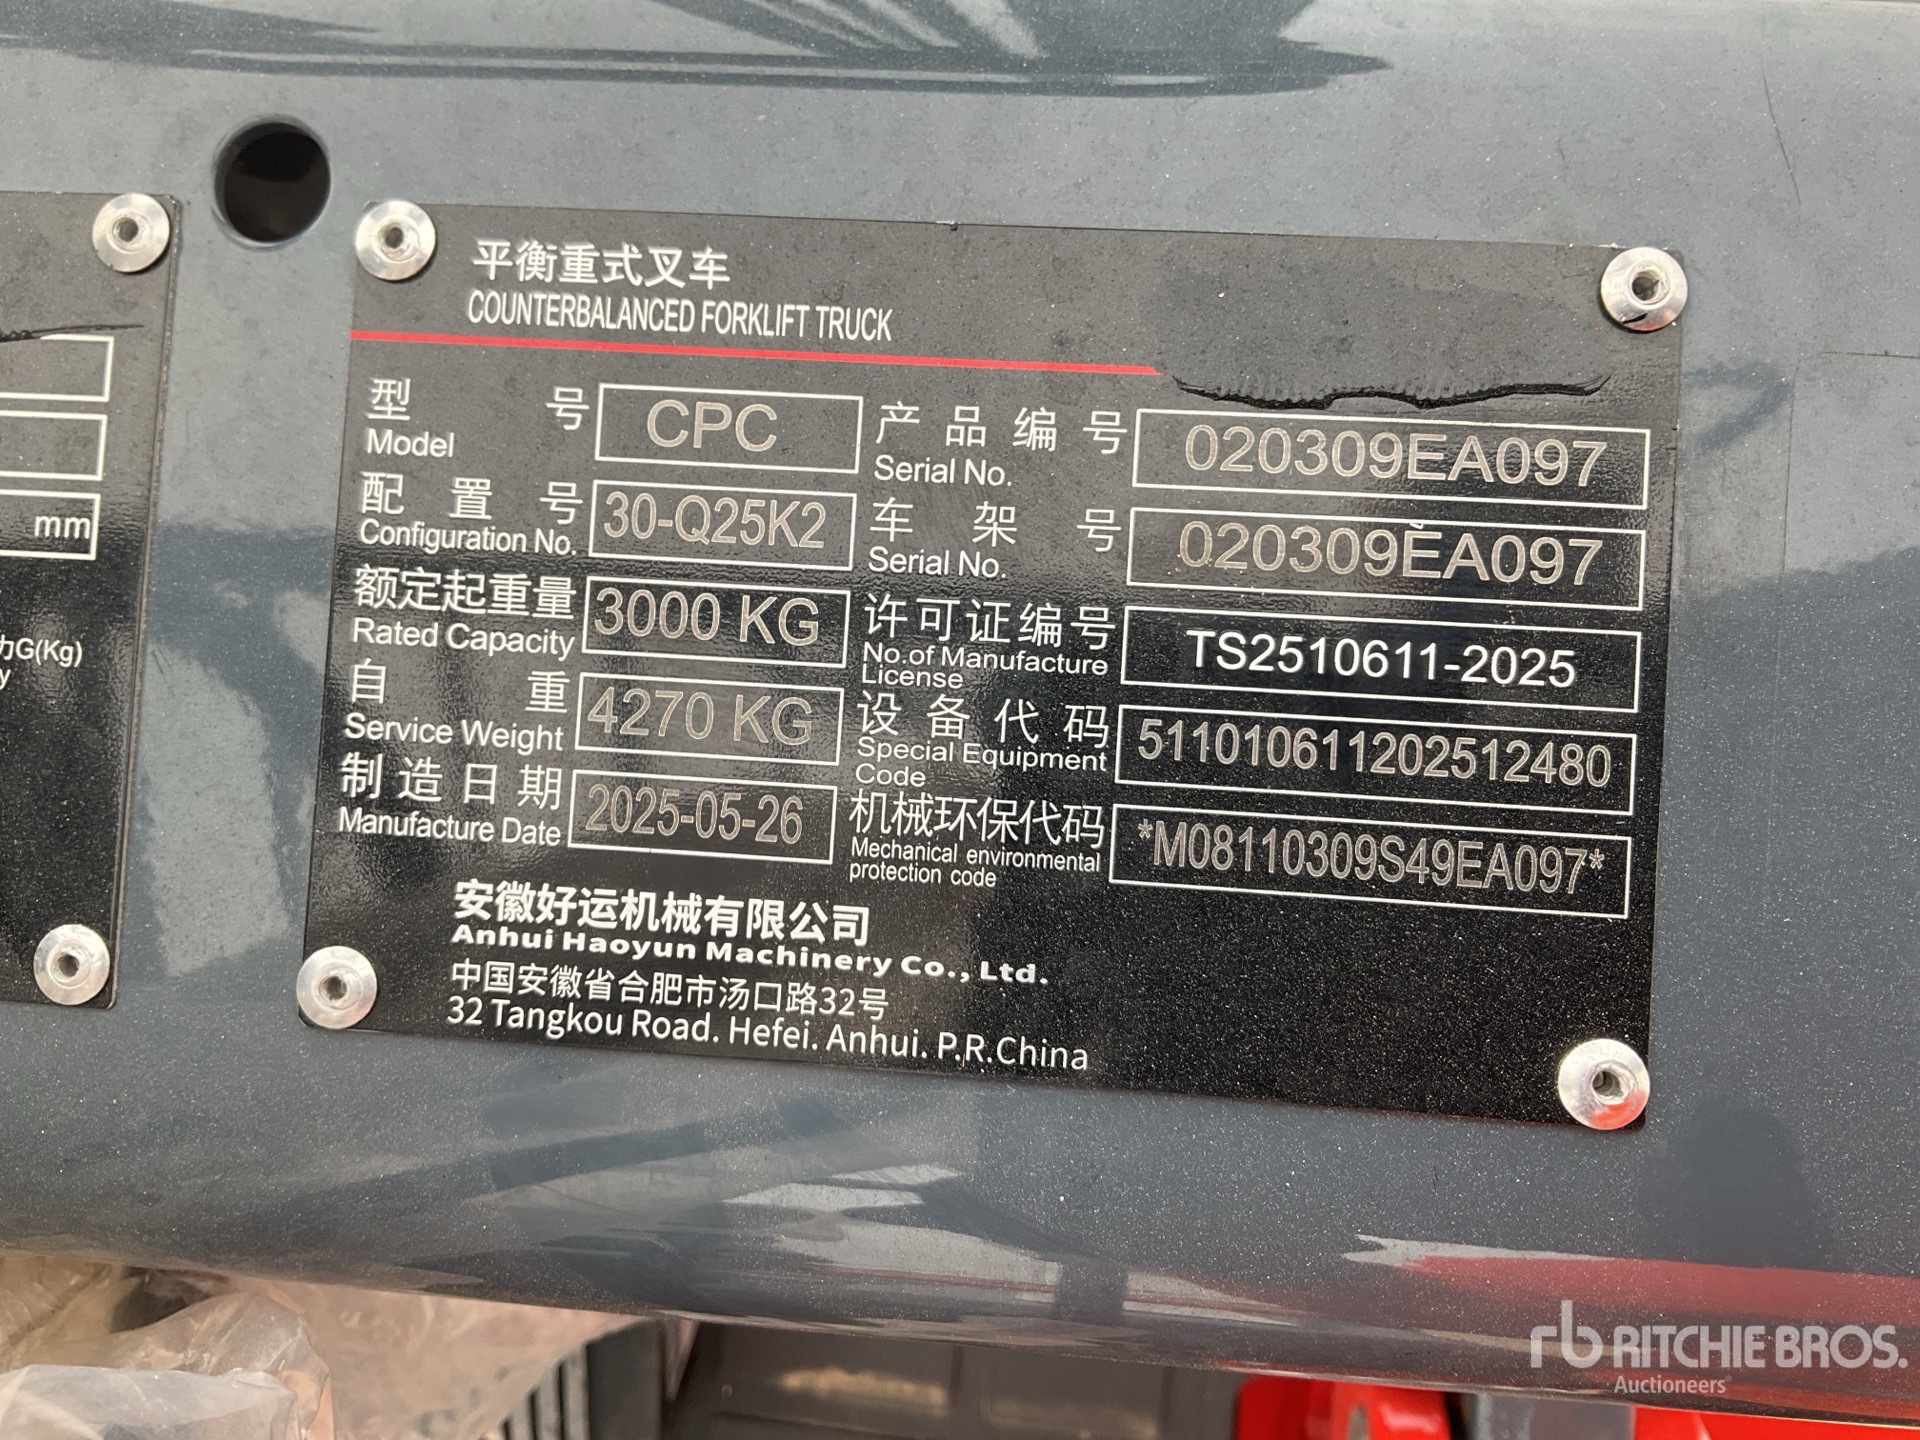 mm
力G(Kg)
y
平衡重式叉车
COUNTERBALANCED FORKLIFT TRUCK
型 号 CPC
Model
产品编号 020309EA097
Serial No.
配置号 30-Q25K2
Configuration No.
车架号 020309EA097
Serial No.
额定起重量 3000 KG
Rated Capacity
许可证编号 TS2510611-2025
No.of Manufacture
License
自 重 4270 KG
Service Weight
设备代码 511010611202512480
Special Equipment
Code
制造日期 2025-05-26
Manufacture Date
机械环保代码 *M08110309S49EA097*
Mechanical environmental
protection code
安徽好运机械有限公司
Anhui Haoyun Machinery Co., Ltd.
中国安徽省合肥市汤口路32号
32 Tangkou Road. Hefei. Anhui. P.R.China
rb RITCHIE BROS.
Auctioneers